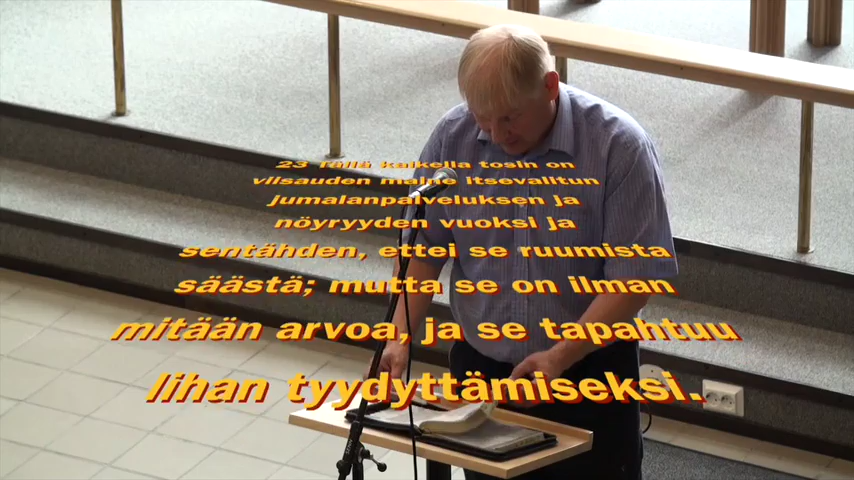 23 Tällä kaikella tosin on
viisauden maine itsevalitun
jumalanpalveluksen ja
nöyryyden vuoksi ja
sentähden, ettei se ruumista
säästä; mutta se on ilman
mitään arvoa, ja se tapahtuu
lihan tyydyttämiseksi.